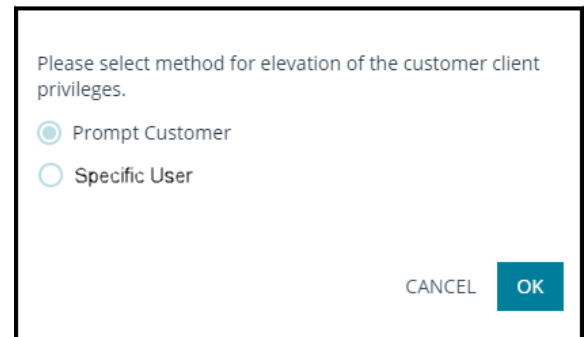 Please select method for elevation of the customer client
privileges.
Prompt Customer
Specific User
CANCEL OK